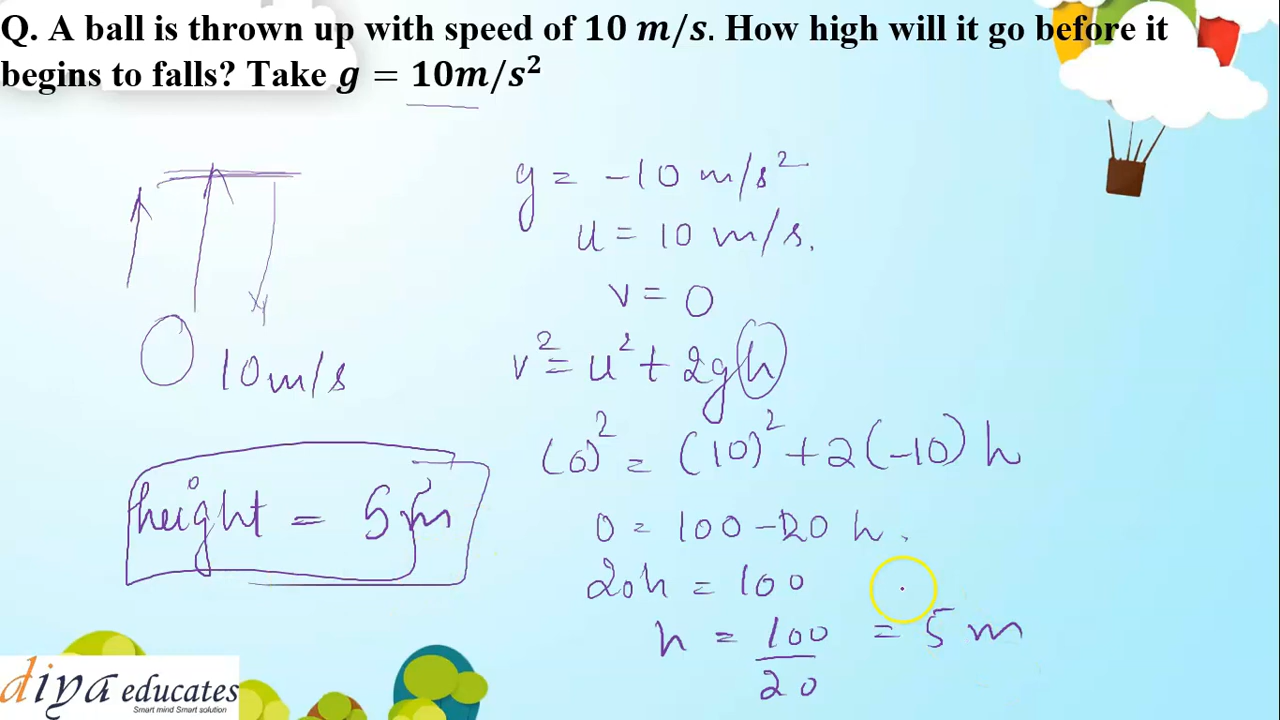 Q. A ball is thrown up with speed of 10 m/s. How high will it go before it
begins to falls? Take g = 10m/s²
g = -10 m/s²
u = 10 m/s.
v = 0
v² = u² + 2gh
10 m/s
(0)² = (10)² + 2(-10) h
height = 5m
0 = 100 - 20 h.
20h = 100
h = 100/20 = 5 m
diya educates
Smart mind Smart solution